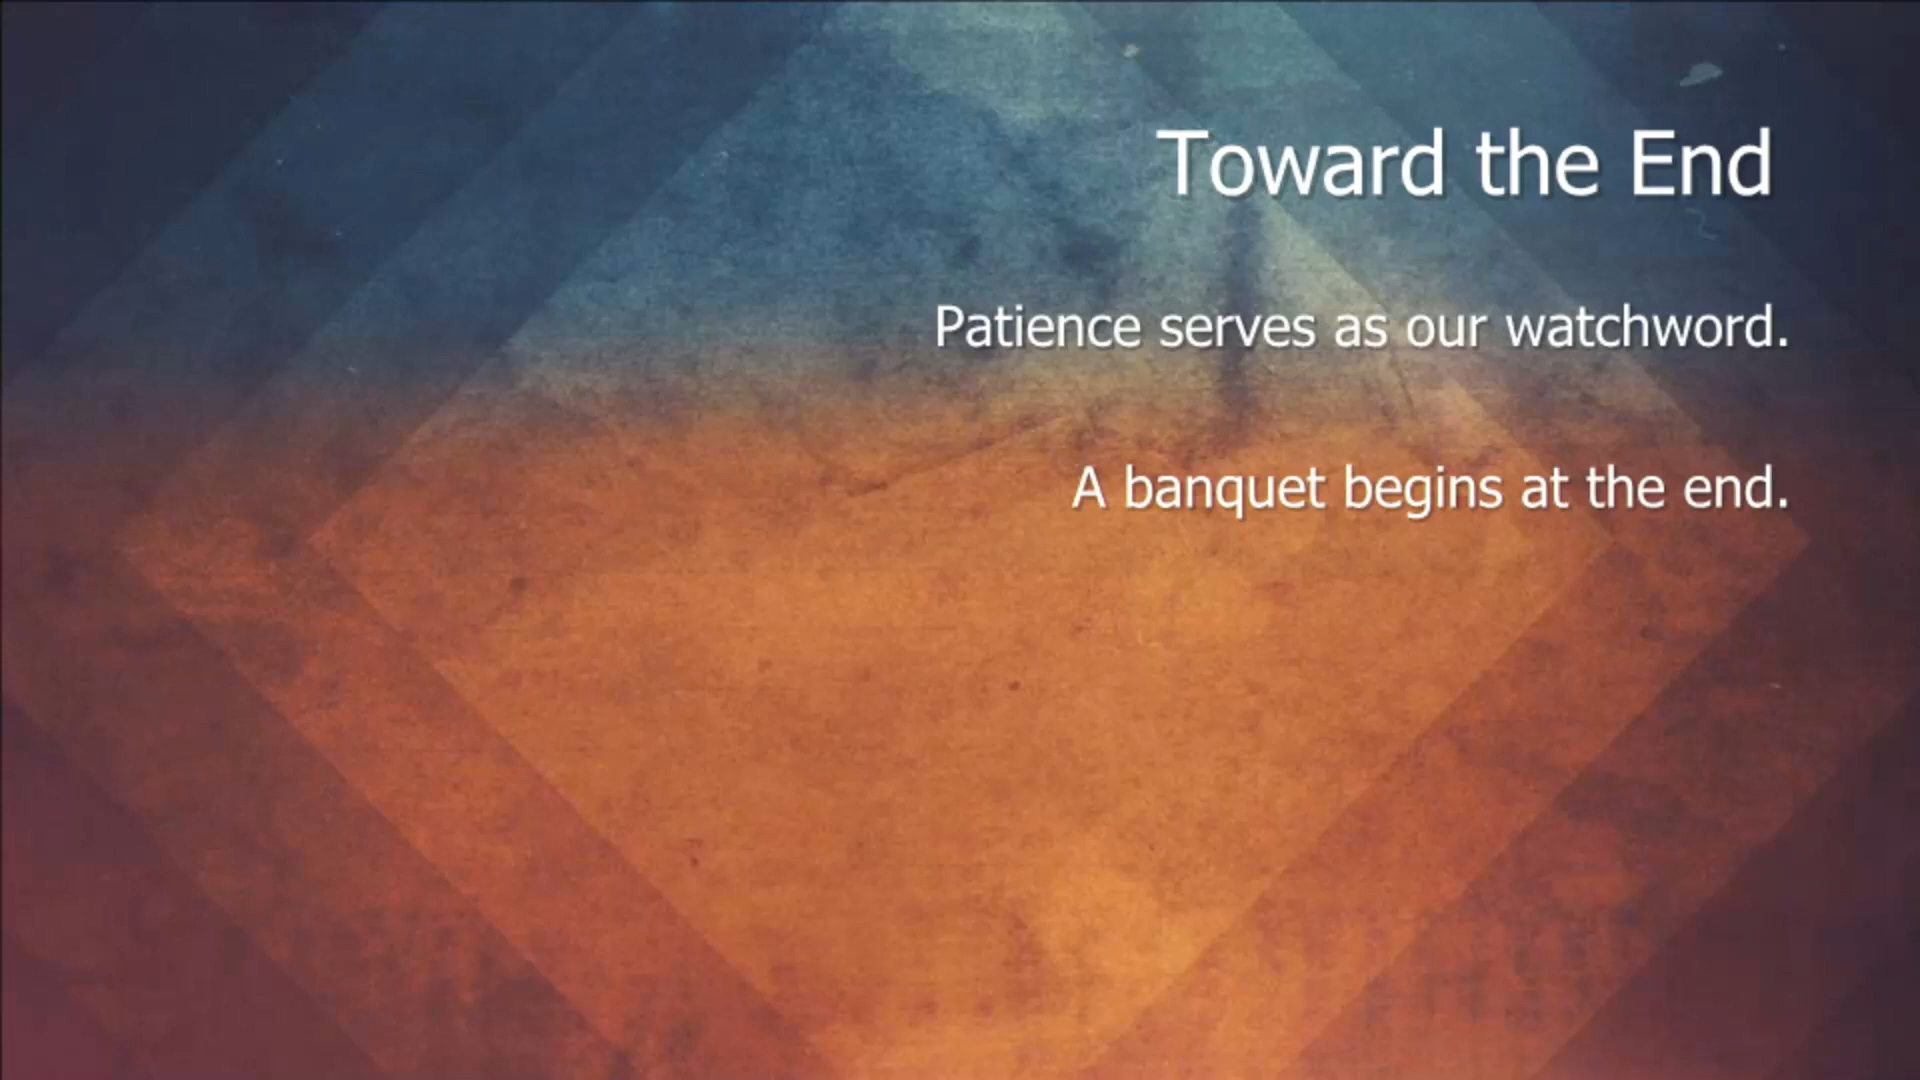 Toward the End
Patience serves as our watchword.
A banquet begins at the end.